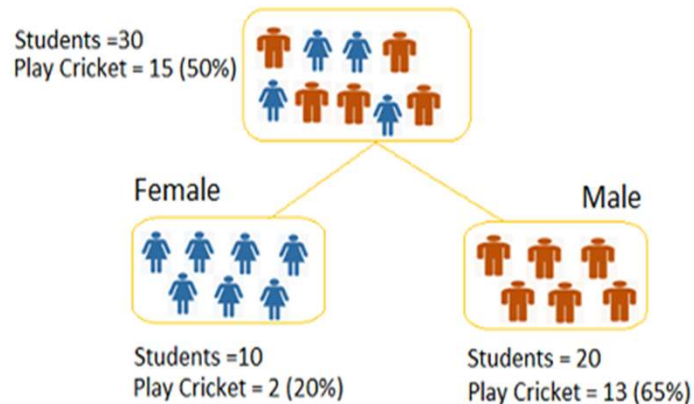 Students =30
Play Cricket = 15 (50%)
Female
Male
Students =10
Play Cricket = 2 (20%)
Students = 20
Play Cricket = 13 (65%)